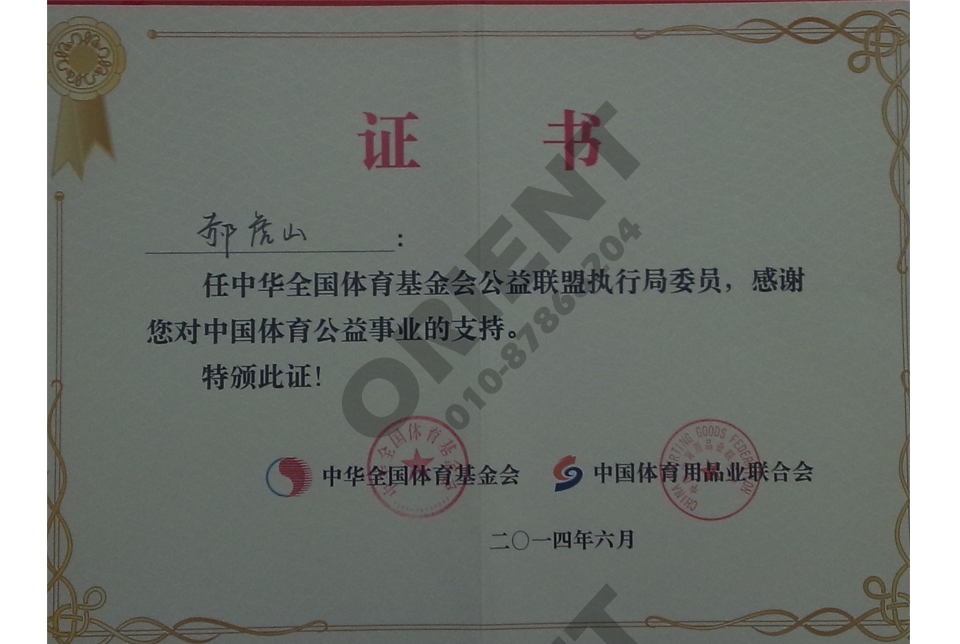 证 书
郝虎山:
任中华全国体育基金会公益联盟执行局委员，感谢
您对中国体育公益事业的支持。
特颁此证!
中华全国体育基金会 中国体育用品业联合会
二〇一四年六月
ORIENT